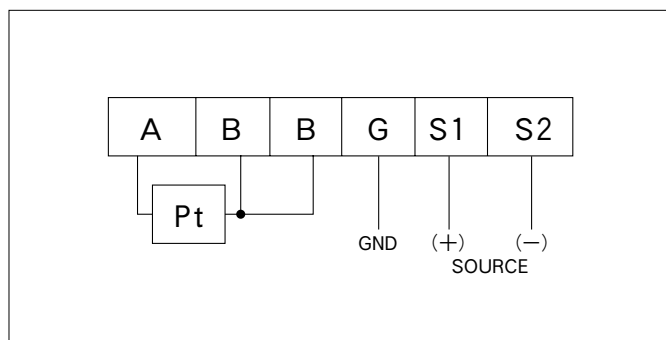 A B B G S1 S2
Pt
GND (+) (−)
SOURCE